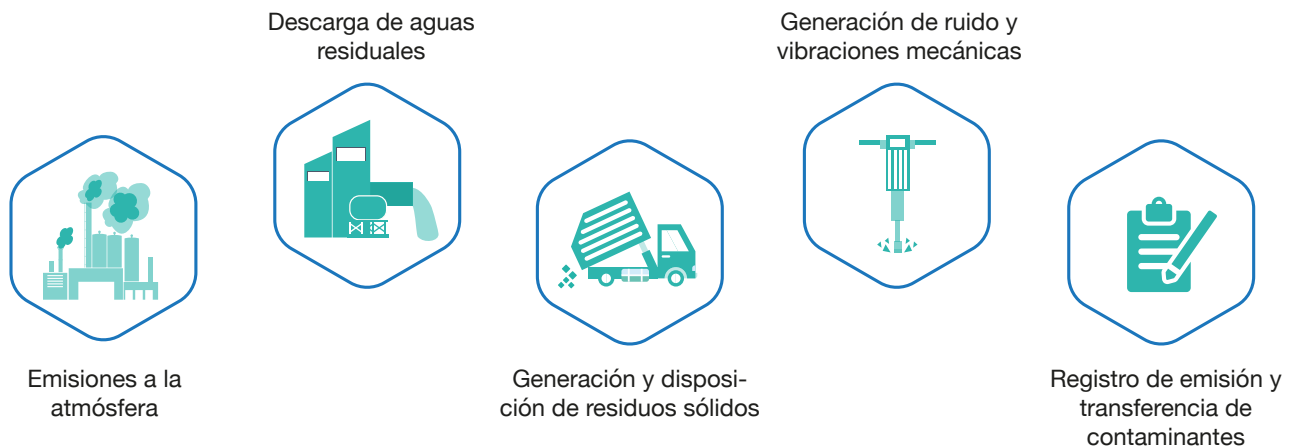 Descarga de aguas
residuales
Generación de ruido y
vibraciones mecánicas
Emisiones a la
atmósfera
Generación y disposi-
ción de residuos sólidos
Registro de emisión y
transferencia de
contaminantes